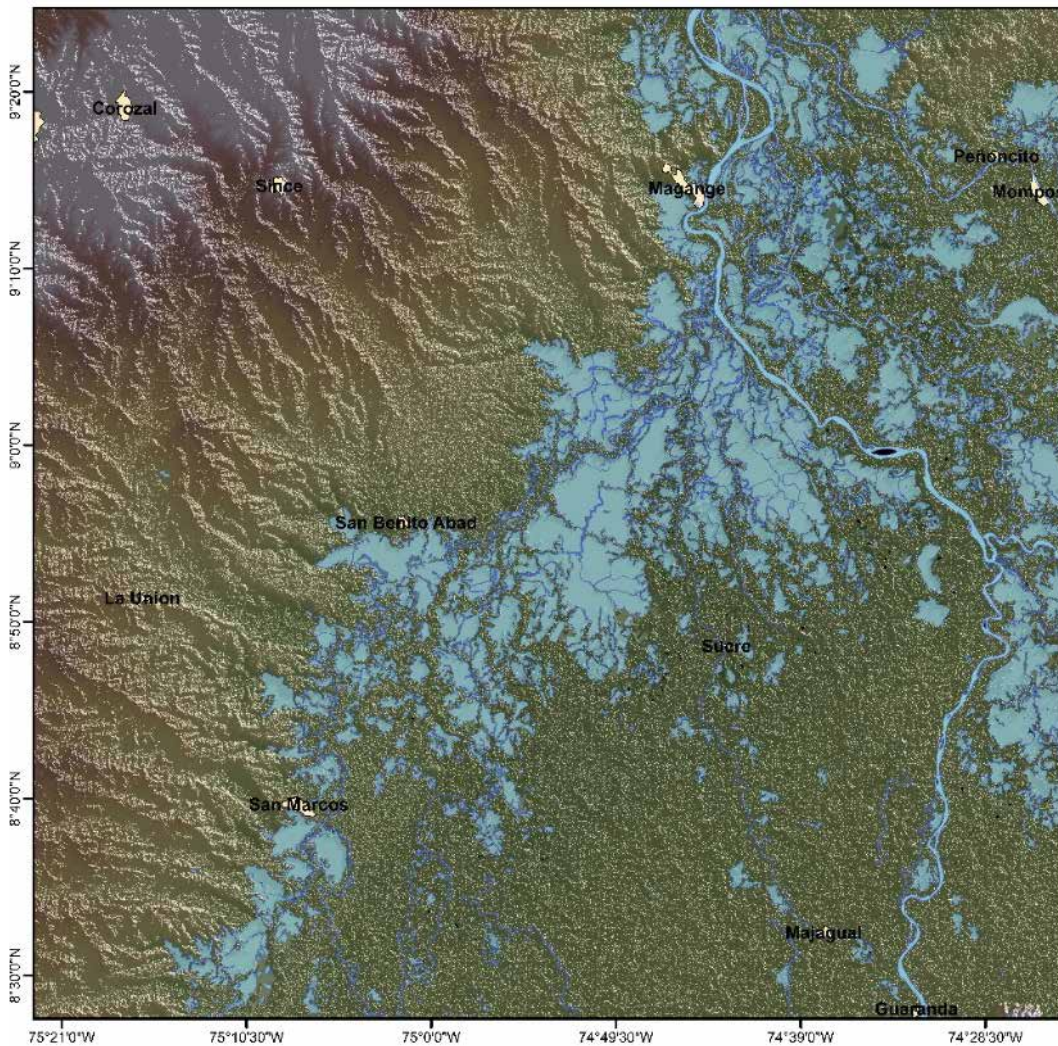 9°20'0"N
Corozal
Peñoncito
Since
Magange
Mompos
9°10'0"N
9°0'0"N
San Benito Abad
La Union
8°50'0"N
Sucre
8°40'0"N
San Marcos
Majagual
8°30'0"N
Guaranda
75°21'0"W
75°10'30"W
75°0'0"W
74°49'30"W
74°39'0"W
74°28'30"W